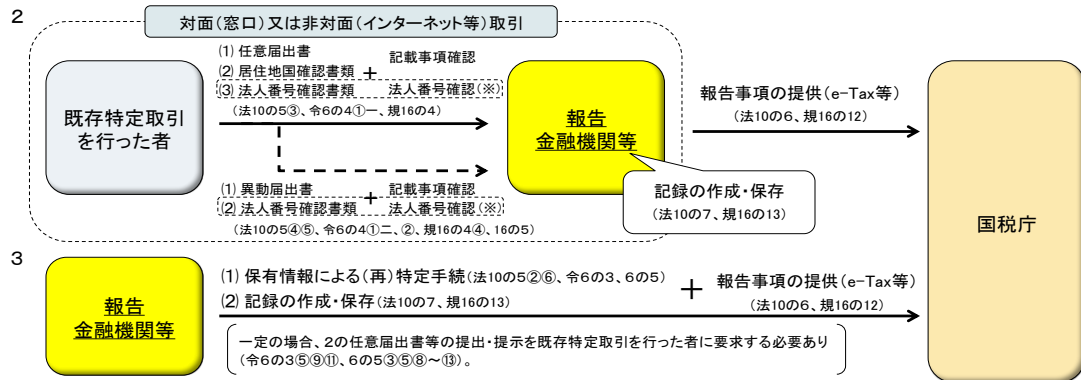 2
対面(窓口)又は非対面(インターネット等)取引
既存特定取引
を行った者
⑴ 任意届出書
⑵ 居住地国確認書類
⑶ 法人番号確認書類
+
記載事項確認
法人番号確認(※)
(法10の5③、令6の4①一、規16の4)
⑴ 異動届出書
⑵ 法人番号確認書類
+
記載事項確認
法人番号確認(※)
(法10の5④⑤、令6の4①二、②、規16の4④、16の5)
報告
金融機関等
記録の作成・保存
(法10の7、規16の13)
報告事項の提供(e-Tax等)
(法10の6、規16の12)
国税庁
3
報告
金融機関等
⑴ 保有情報による(再)特定手続(法10の5②⑥、令6の3、6の5)
⑵ 記録の作成・保存(法10の7、規16の13)
+
報告事項の提供(e-Tax等)
(法10の6、規16の12)
一定の場合、2の任意届出書等の提出・提示を既存特定取引を行った者に要求する必要あり
(令6の3⑤⑨⑪、6の5③⑤⑧~⑬)。